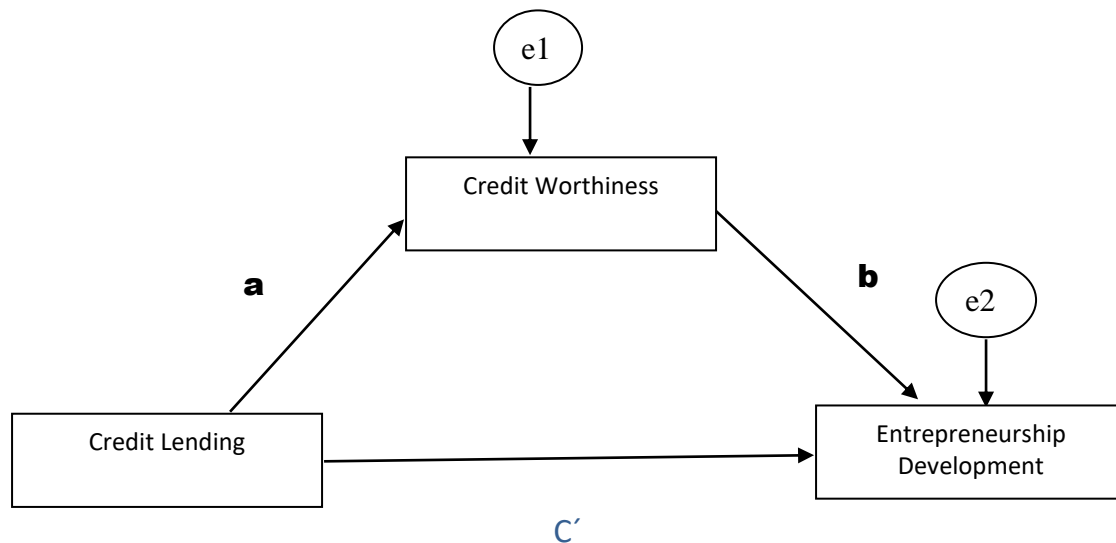 e1
Credit Worthiness
a
b
e2
Credit Lending
Entrepreneurship
Development
C´